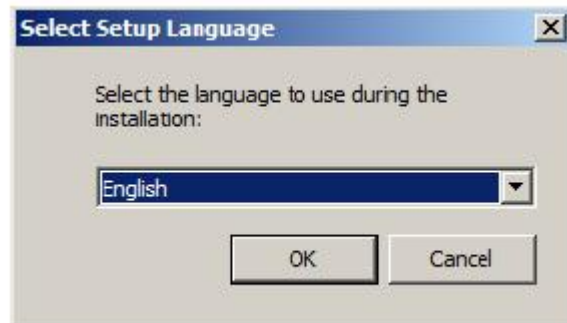 Select Setup Language
Select the language to use during the
installation:
English
OK
Cancel